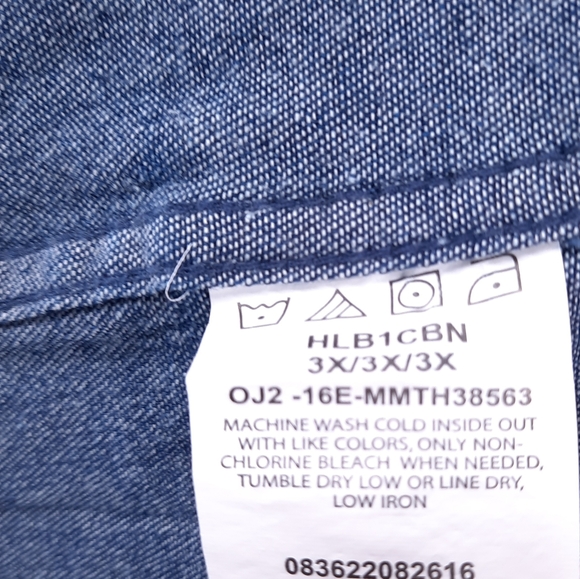 HLB1CBN
3X/3X/3X
OJ2 -16E-MMTH38563
MACHINE WASH COLD INSIDE OUT
WITH LIKE COLORS, ONLY NON-
CHLORINE BLEACH WHEN NEEDED,
TUMBLE DRY LOW OR LINE DRY,
LOW IRON
083622082616